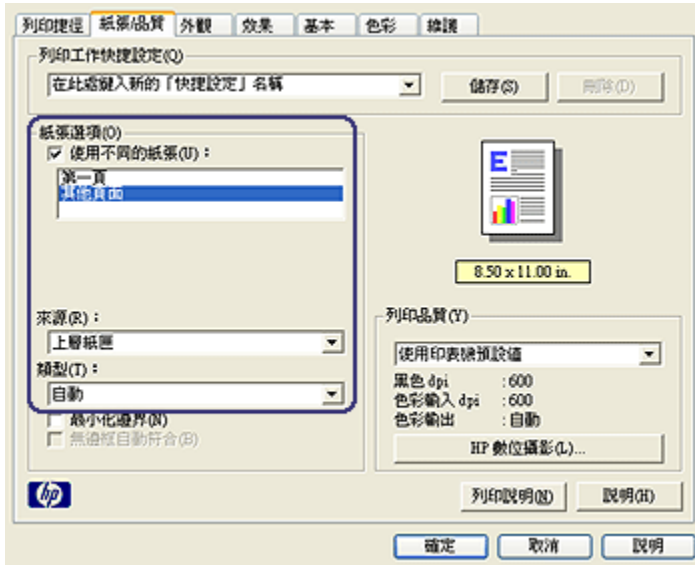 列印捷徑 紙張/品質 外觀 效果 基本 色彩 維護
列印工作快捷設定(Q)
在此處鍵入新的「快捷設定」名稱 儲存(S) 刪除(D)
紙張選項(O)
使用不同的紙張(U)：
第一頁
其他頁面
E
8.50 x 11.00 in.
來源(R)：
上層紙匣
類型(T)：
自動
最小化邊界(N)
無邊框自動符合(B)
列印品質(Y)
使用印表機預設值
黑色 dpi :600
色彩輸入 dpi :600
色彩輸出 :自動
HP 數位攝影(L)...
hp
列印說明(N) 說明(H)
確定 取消 說明